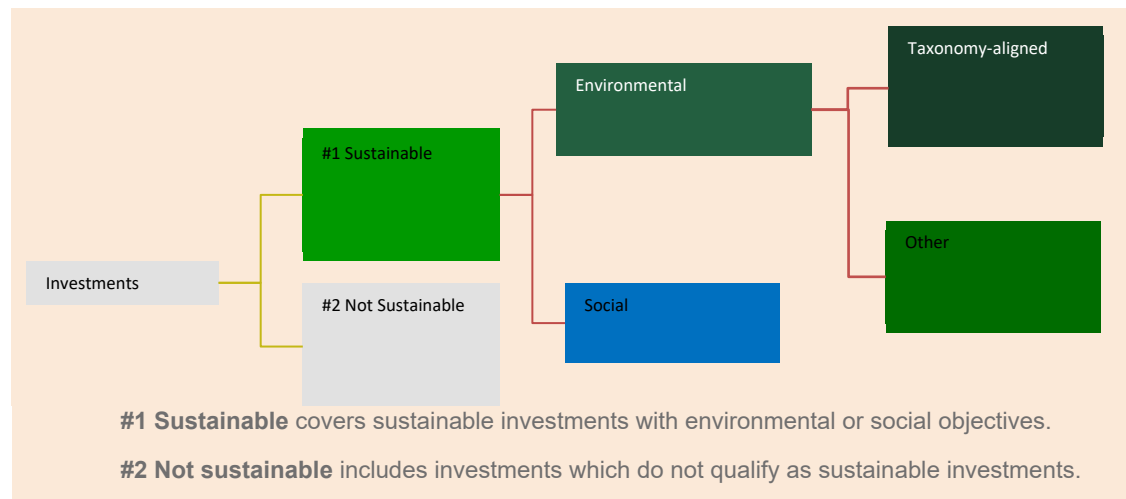 Taxonomy-aligned
Environmental
#1 Sustainable
Other
Investments
#2 Not Sustainable
Social
#1 Sustainable covers sustainable investments with environmental or social objectives.
#2 Not sustainable includes investments which do not qualify as sustainable investments.